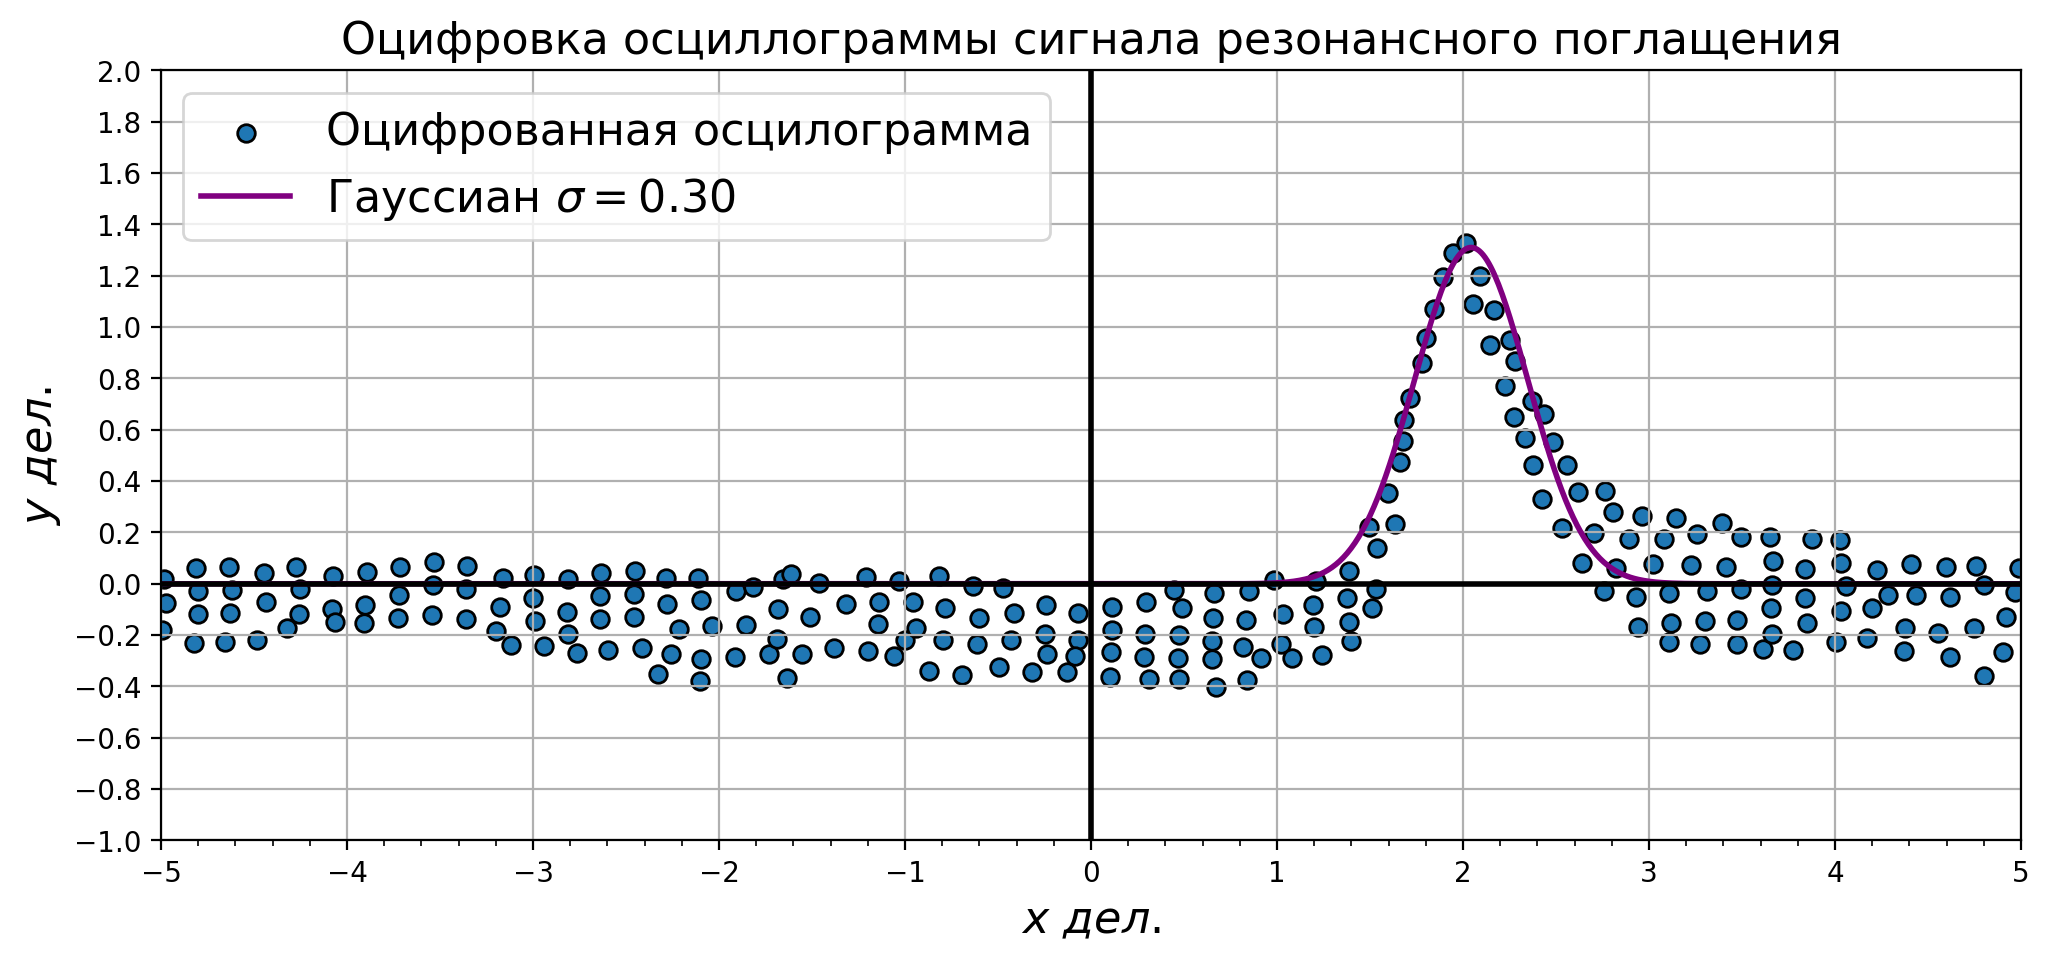 Оцифровка осциллограммы сигнала резонансного поглощения
Оцифрованная осцилограмма
Гауссиан σ = 0.30
y дел.
2.0
1.8
1.6
1.4
1.2
1.0
0.8
0.6
0.4
0.2
0.0
−0.2
−0.4
−0.6
−0.8
−1.0
−5 −4 −3 −2 −1 0 1 2 3 4 5
x дел.